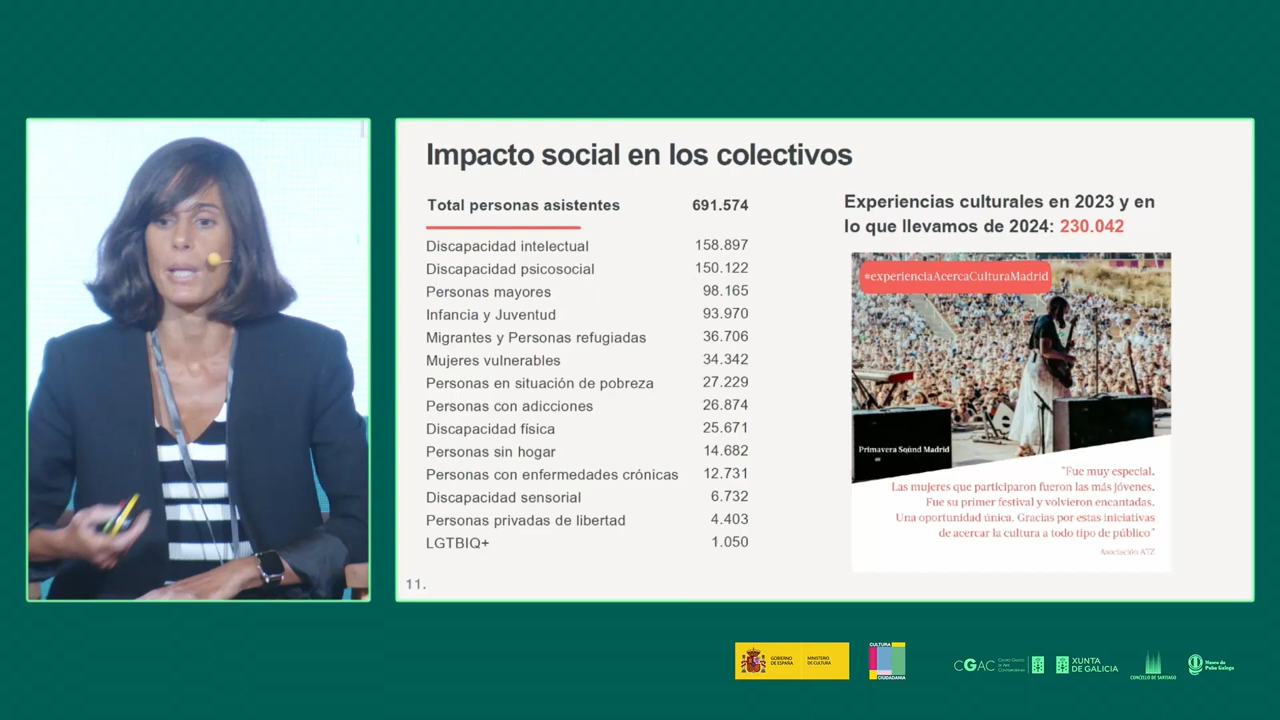 Impacto social en los colectivos
Total personas asistentes 691.574
Discapacidad intelectual 158.897
Discapacidad psicosocial 150.122
Personas mayores 98.165
Infancia y Juventud 93.970
Migrantes y Personas refugiadas 36.706
Mujeres vulnerables 34.342
Personas en situación de pobreza 27.229
Personas con adicciones 26.874
Discapacidad física 25.671
Personas sin hogar 14.682
Personas con enfermedades crónicas 12.731
Discapacidad sensorial 6.732
Personas privadas de libertad 4.403
LGTBIQ+ 1.050
11.
Experiencias culturales en 2023 y en
lo que llevamos de 2024: 230.042
#experienciaAcercaCulturaMadrid
Primavera Sound Madrid
"Fue muy especial.
Las mujeres que participaron fueron las más jóvenes.
Fue su primer festival y volvieron encantadas.
Una oportunidad única. Gracias por estas iniciativas
de acercar la cultura a todo tipo de público"
Asociación ATZ
GOBIERNO
DE ESPAÑA
MINISTERIO
DE CULTURA
CULTURA
CIUDADANÍA
CGAC
XUNTA
DE GALICIA
CONCELLO DE SANTIAGO
Museo do
Pobo Galego